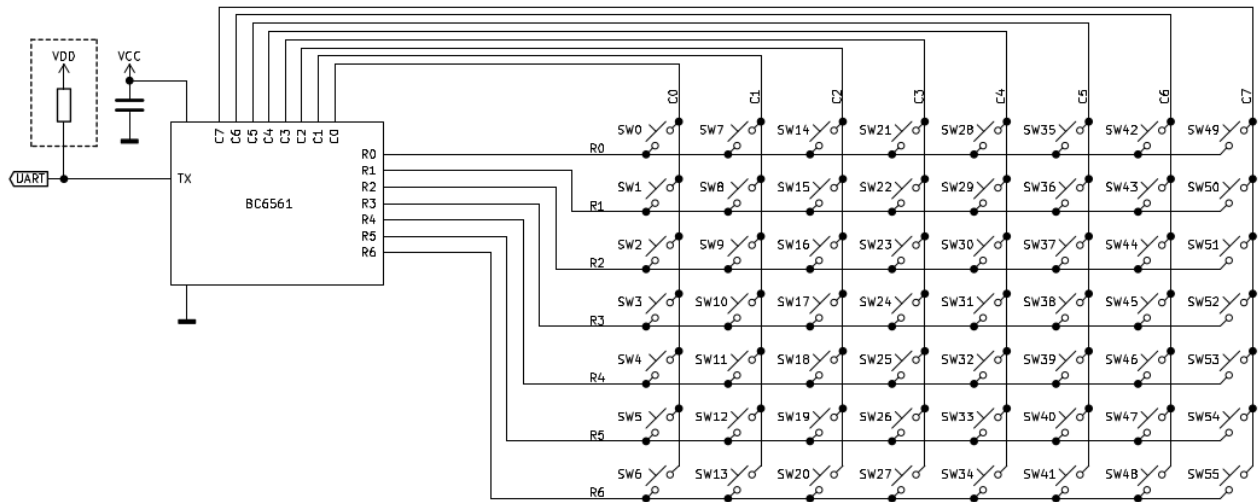 VDD VCC
C7 C6 C5 C4 C3 C2 C1 C0
C0 C1 C2 C3 C4 C5 C6 C7
UART TX
BC6561
R0
R1
R2
R3
R4
R5
R6
SW0 SW7 SW14 SW21 SW28 SW35 SW42 SW49
R0
SW1 SW8 SW15 SW22 SW29 SW36 SW43 SW50
R1
SW2 SW9 SW16 SW23 SW30 SW37 SW44 SW51
R2
SW3 SW10 SW17 SW24 SW31 SW38 SW45 SW52
R3
SW4 SW11 SW18 SW25 SW32 SW39 SW46 SW53
R4
SW5 SW12 SW19 SW26 SW33 SW40 SW47 SW54
R5
SW6 SW13 SW20 SW27 SW34 SW41 SW48 SW55
R6